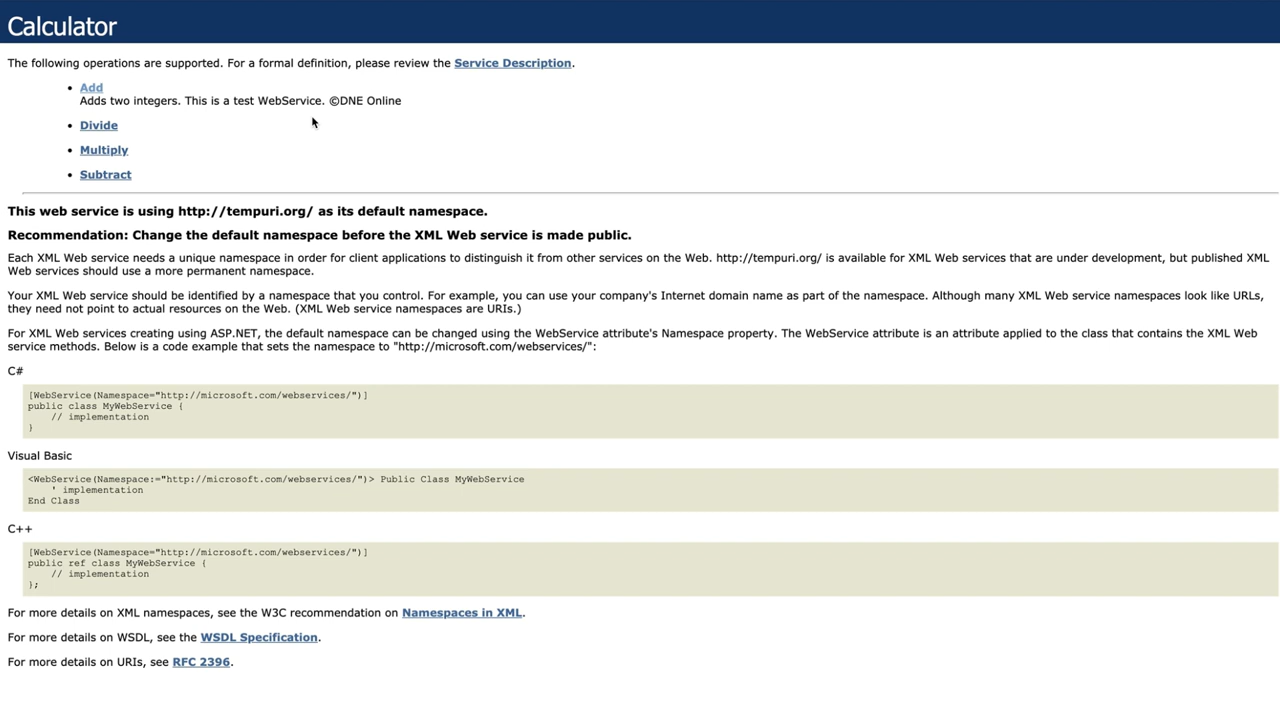 Calculator
The following operations are supported. For a formal definition, please review the Service Description.
• Add
Adds two integers. This is a test WebService. ©DNE Online
• Divide
• Multiply
• Subtract
This web service is using http://tempuri.org/ as its default namespace.
Recommendation: Change the default namespace before the XML Web service is made public.
Each XML Web service needs a unique namespace in order for client applications to distinguish it from other services on the Web. http://tempuri.org/ is available for XML Web services that are under development, but published XML
Web services should use a more permanent namespace.
Your XML Web service should be identified by a namespace that you control. For example, you can use your company's Internet domain name as part of the namespace. Although many XML Web service namespaces look like URLs,
they need not point to actual resources on the Web. (XML Web service namespaces are URIs.)
For XML Web services creating using ASP.NET, the default namespace can be changed using the WebService attribute's Namespace property. The WebService attribute is an attribute applied to the class that contains the XML Web
service methods. Below is a code example that sets the namespace to "http://microsoft.com/webservices/":
C#
[WebService(Namespace="http://microsoft.com/webservices/")]
public class MyWebService {
// implementation
}
Visual Basic
<WebService(Namespace:="http://microsoft.com/webservices/")> Public Class MyWebService
' implementation
End Class
C++
[WebService(Namespace="http://microsoft.com/webservices/")]
public ref class MyWebService {
// implementation
};
For more details on XML namespaces, see the W3C recommendation on Namespaces in XML.
For more details on WSDL, see the WSDL Specification.
For more details on URIs, see RFC 2396.